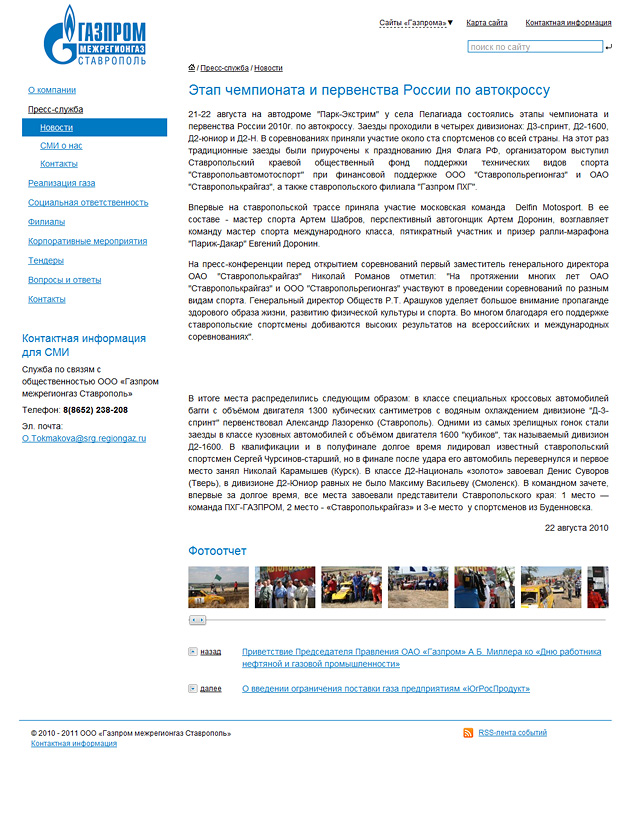 ГАЗПРОМ
МЕЖРЕГИОНГАЗ
СТАВРОПОЛЬ
Сайты «Газпрома»▼ Карта сайта Контактная информация
поиск по сайту
/ Пресс-служба / Новости
О компании
Пресс-служба
Новости
СМИ о нас
Контакты
Реализация газа
Социальная ответственность
Филиалы
Корпоративные мероприятия
Тендеры
Вопросы и ответы
Контакты
Контактная информация
для СМИ
Служба по связям с
общественностью ООО «Газпром
межрегионгаз Ставрополь»
Телефон: 8(8652) 238-208
Эл. почта:
O.Tokmakova@srg.regiongaz.ru
Этап чемпионата и первенства России по автокроссу
21-22 августа на автодроме "Парк-Экстрим" у села Пелагиада состоялись этапы чемпионата и
первенства России 2010г. по автокроссу. Заезды проходили в четырех дивизионах: Д3-спринт, Д2-1600,
Д2-юниор и Д2-Н. В соревнованиях приняли участие около ста спортсменов со всей страны. На этот раз
традиционные заезды были приурочены к празднованию Дня Флага РФ, организатором выступил
Ставропольский краевой общественный фонд поддержки технических видов спорта
"Ставропольавтомотоспорт" при финансовой поддержке ООО "Ставропольрегионгаз" и ОАО
"Ставрополькрайгаз", а также ставропольского филиала "Газпром ПХГ".
Впервые на ставропольской трассе приняла участие московская команда Delfin Motosport. В ее
составе - мастер спорта Артем Шабров, перспективный автогонщик Артем Доронин, возглавляет
команду мастер спорта международного класса, пятикратный участник и призер ралли-марафона
"Париж-Дакар" Евгений Доронин.
На пресс-конференции перед открытием соревнований первый заместитель генерального директора
ОАО "Ставрополькрайгаз" Николай Романов отметил: "На протяжении многих лет ОАО
"Ставрополькрайгаз" и ООО "Ставропольрегионгаз" участвуют в проведении соревнований по разным
видам спорта. Генеральный директор Обществ Р.Т. Арашуков уделяет большое внимание пропаганде
здорового образа жизни, развитию физической культуры и спорта. Во многом благодаря его поддержке
ставропольские спортсмены добиваются высоких результатов на всероссийских и международных
соревнованиях".
В итоге места распределились следующим образом: в классе специальных кроссовых автомобилей
багги с объёмом двигателя 1300 кубических сантиметров с водяным охлаждением дивизионе "Д-3-
спринт" первенствовал Александр Лазоренко (Ставрополь). Одними из самых зрелищных гонок стали
заезды в классе кузовных автомобилей с объёмом двигателя 1600 "кубиков", так называемый дивизион
Д2-1600. В квалификации и в полуфинале долгое время лидировал известный ставропольский
спортсмен Сергей Чурсинов-старший, но в финале после удара его автомобиль перевернулся и первое
место занял Николай Карамышев (Курск). В классе Д2-Националь «золото» завоевал Денис Суворов
(Тверь), в дивизионе Д2-Юниор равных не было Максиму Васильеву (Смоленск). В командном зачете,
впервые за долгое время, все места завоевали представители Ставропольского края: 1 место —
команда ПХГ-ГАЗПРОМ, 2 место - «Ставрополькрайгаз» и 3-е место у спортсменов из Буденновска.
22 августа 2010
Фотоотчет
назад Приветствие Председателя Правления ОАО «Газпром» А.Б. Миллера ко «Дню работника
нефтяной и газовой промышленности»
далее О введении ограничения поставки газа предприятиям «ЮгРосПродукт»
© 2010 - 2011 ООО «Газпром межрегионгаз Ставрополь»
Контактная информация
RSS-лента событий